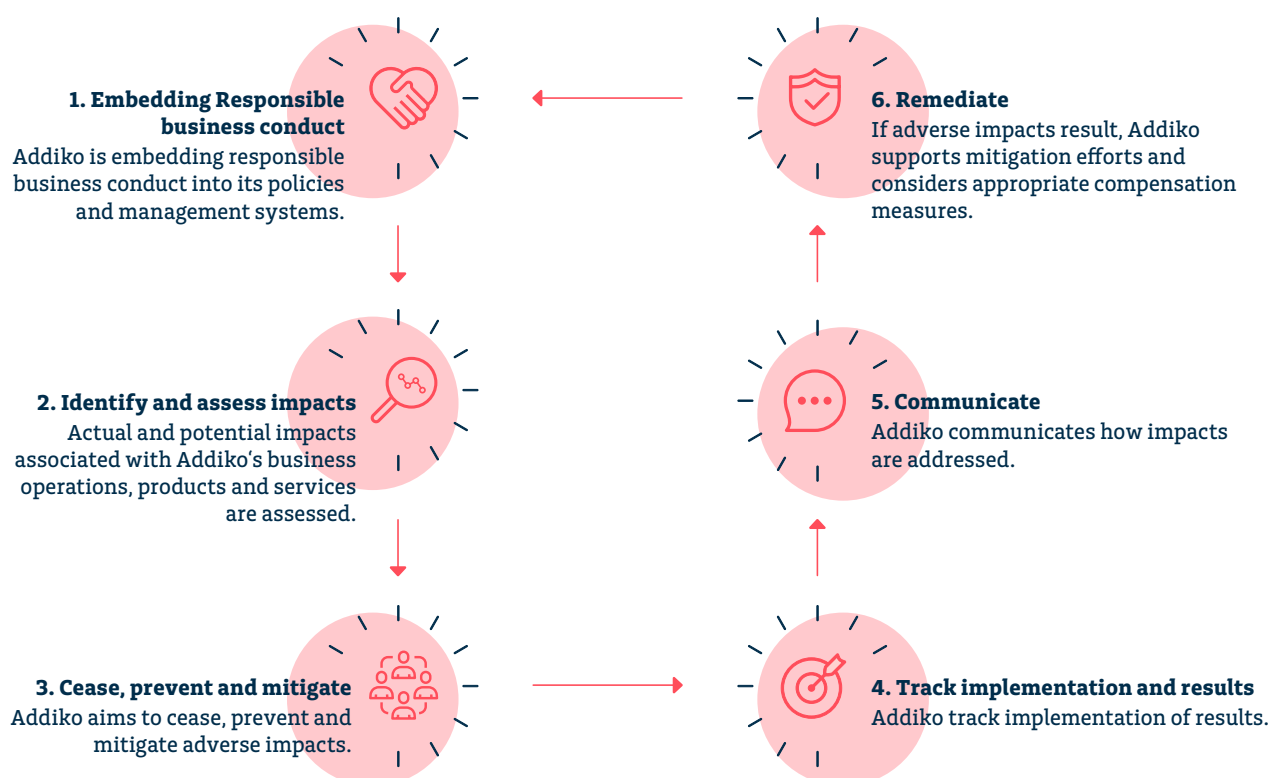 1. Embedding Responsible
business conduct
Addiko is embedding responsible
business conduct into its policies
and management systems.
2. Identify and assess impacts
Actual and potential impacts
associated with Addiko‘s business
operations, products and services
are assessed.
3. Cease, prevent and mitigate
Addiko aims to cease, prevent and
mitigate adverse impacts.
4. Track implementation and results
Addiko track implementation of results.
5. Communicate
Addiko communicates how impacts
are addressed.
6. Remediate
If adverse impacts result, Addiko
supports mitigation efforts and
considers appropriate compensation
measures.